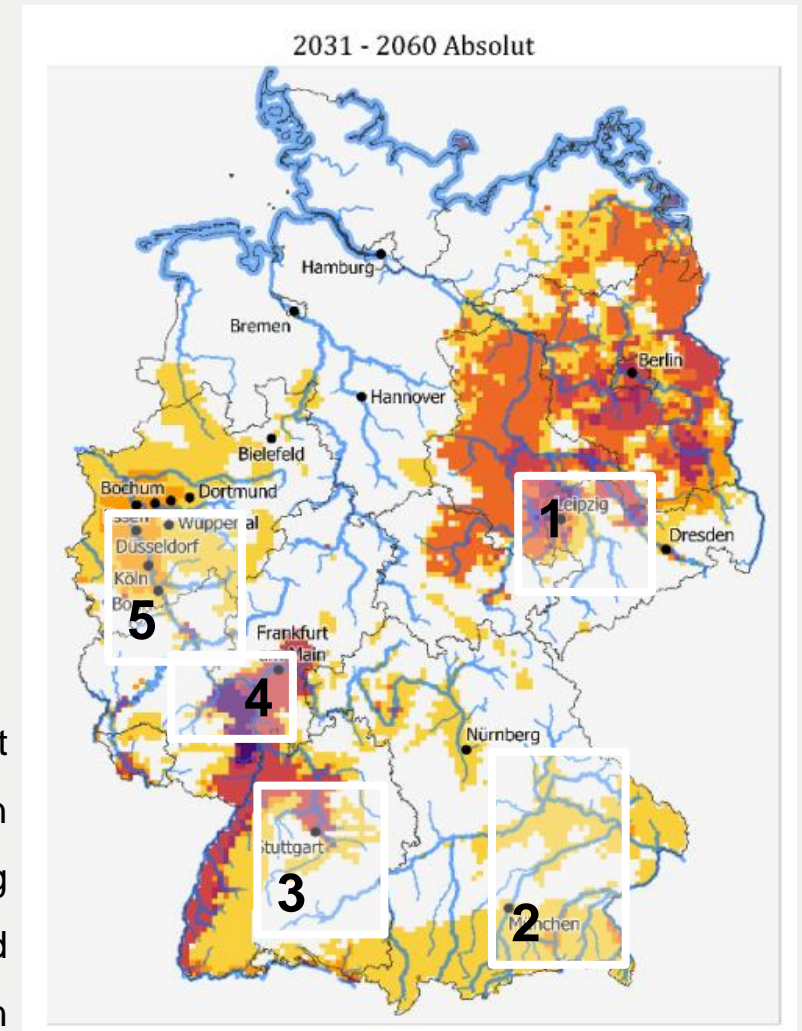 2031 - 2060 Absolut
Hamburg
Bremen
Berlin
Hannover
Bielefeld
Bochum
Dortmund
Wuppertal
Düsseldorf
Köln
5
1
Leipzig
Dresden
Frankfurt
Main
4
Nürnberg
Stuttgart
3
2
München
t
n
g
d
n